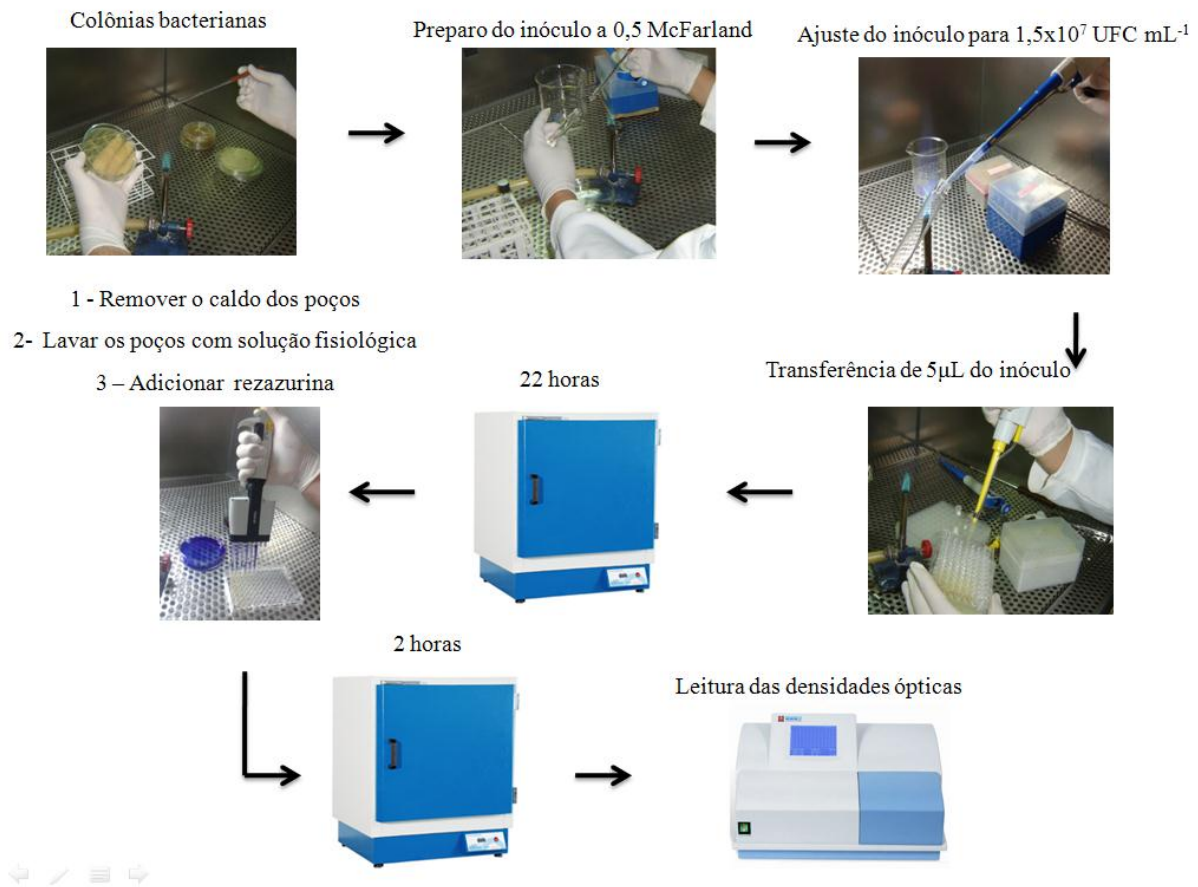 Colônias bacterianas
Preparo do inóculo a 0,5 McFarland
Ajuste do inóculo para 1,5x10⁷ UFC mL⁻¹
Transferência de 5µL do inóculo
22 horas
1 - Remover o caldo dos poços
2- Lavar os poços com solução fisiológica
3 – Adicionar rezazurina
2 horas
Leitura das densidades ópticas